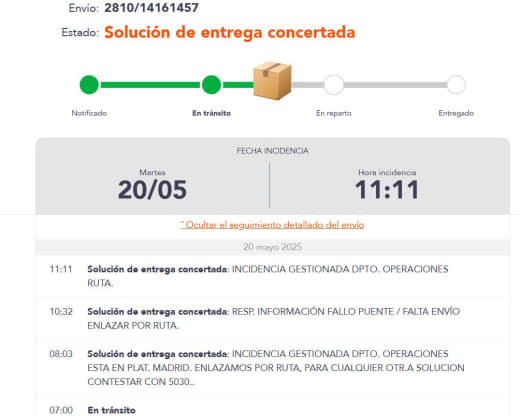 Envío: 2810/14161457
Estado: Solución de entrega concertada
Notificado
En tránsito
En reparto
Entregado
FECHA INCIDENCIA
Martes
20/05
Hora incidencia
11:11
ˆ Ocultar el seguimiento detallado del envío
20 mayo 2025
11:11 Solución de entrega concertada: INCIDENCIA GESTIONADA DPTO. OPERACIONES
RUTA.
10:32 Solución de entrega concertada: RESP. INFORMACIÓN FALLO PUENTE / FALTA ENVÍO
ENLAZAR POR RUTA.
08:03 Solución de entrega concertada: INCIDENCIA GESTIONADA DPTO. OPERACIONES
ESTA EN PLAT. MADRID. ENLAZAMOS POR RUTA, PARA CUALQUIER OTR.A SOLUCION
CONTESTAR CON 5030..
07:00 En tránsito